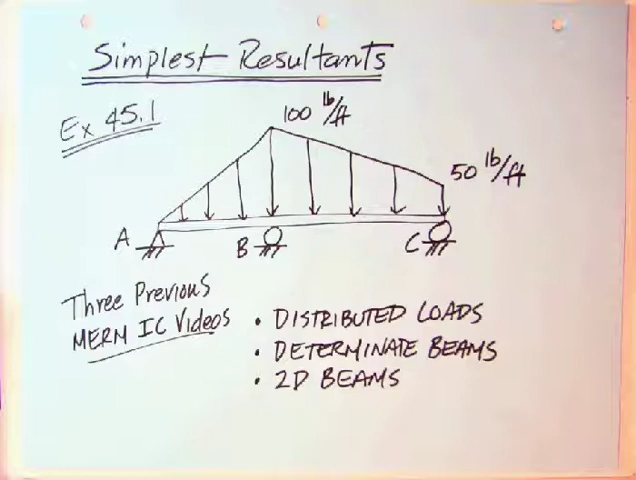 Simplest Resultants
Ex 45.1
100 lb/ft
50 lb/ft
A
B
C
Three Previous
MERM IC Videos
• DISTRIBUTED LOADS
• DETERMINATE BEAMS
• 2D BEAMS